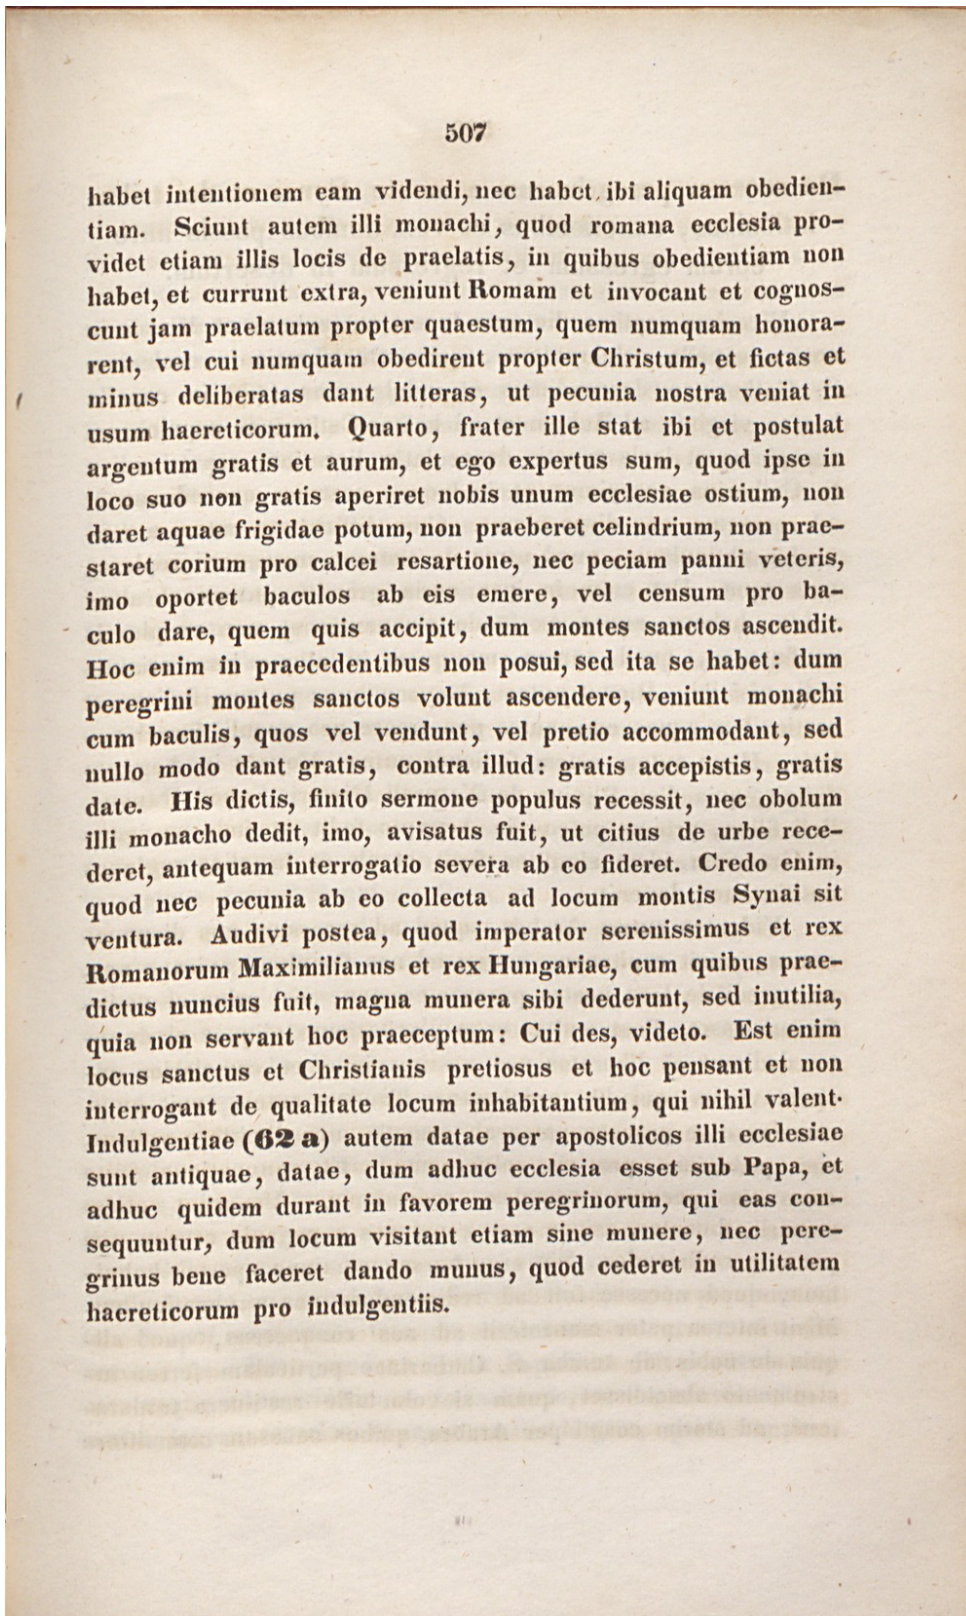 507
habet intentionem eam videndi, nec habet ibi aliquam obedien-
tiam. Sciunt autem illi monachi, quod romana ecclesia pro-
videt etiam illis locis de praelatis, in quibus obedientiam non
habet, et currunt extra, veniunt Romam et invocant et cognos-
cunt jam praelatum propter quaestum, quem numquam honora-
rent, vel cui numquam obedirent propter Christum, et fictas et
minus deliberatas dant litteras, ut pecunia nostra veniat in
usum haereticorum. Quarto, frater ille stat ibi et postulat
argentum gratis et aurum, et ego expertus sum, quod ipse in
loco suo non gratis aperiret nobis unum ecclesiae ostium, non
daret aquae frigidae potum, non praeberet celindrium, non prae-
staret corium pro calcei resartione, nec peciam panni veteris,
imo oportet baculos ab eis emere, vel censum pro ba-
culo dare, quem quis accipit, dum montes sanctos ascendit.
Hoc enim in praecedentibus non posui, sed ita se habet: dum
peregrini montes sanctos volunt ascendere, veniunt monachi
cum baculis, quos vel vendunt, vel pretio accommodant, sed
nullo modo dant gratis, contra illud: gratis accepistis, gratis
date. His dictis, finito sermone populus recessit, nec obolum
illi monacho dedit, imo, avisatus fuit, ut citius de urbe rece-
deret, antequam interrogatio severa ab eo fideret. Credo enim,
quod nec pecunia ab eo collecta ad locum montis Synai sit
ventura. Audivi postea, quod imperator serenissimus et rex
Romanorum Maximilianus et rex Hungariae, cum quibus prae-
dictus nuncius fuit, magna munera sibi dederunt, sed inutilia,
quia non servant hoc praeceptum: Cui des, videto. Est enim
locus sanctus et Christianis pretiosus et hoc pensant et non
interrogant de qualitate locum inhabitantium, qui nihil valent.
Indulgentiae (62 a) autem datae per apostolicos illi ecclesiae
sunt antiquae, datae, dum adhuc ecclesia esset sub Papa, et
adhuc quidem durant in favorem peregrinorum, qui eas con-
sequuntur, dum locum visitant etiam sine munere, nec pere-
grinus bene faceret dando munus, quod cederet in utilitatem
haereticorum pro indulgentiis.